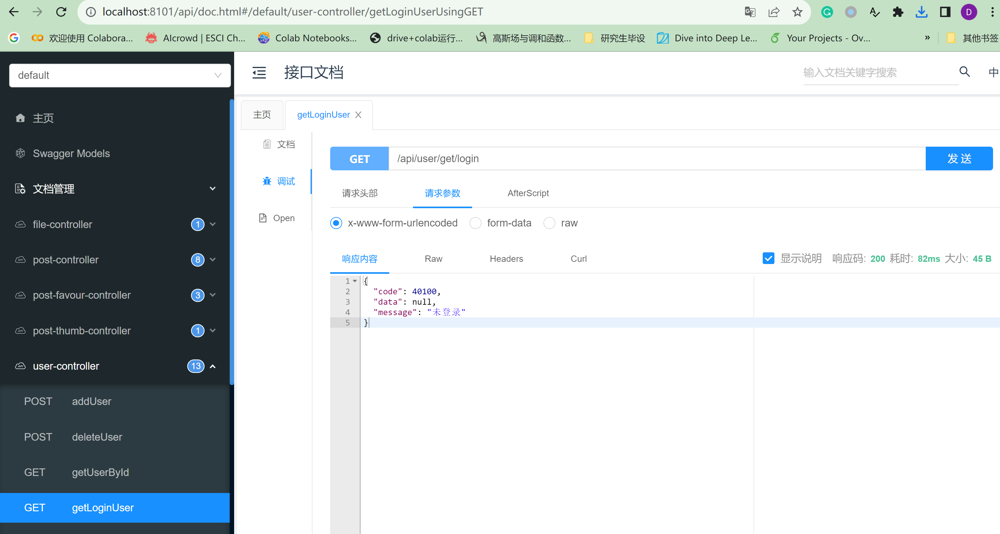 localhost:8101/api/doc.html#/default/user-controller/getLoginUserUsingGET
D
欢迎使用 Colabora...
AIcrowd | ESCI Ch...
Colab Notebooks...
drive+colab运行...
高斯场与调和函数...
研究生毕设
Dive into Deep Le...
Your Projects - Ov...
»
其他书签
default
接口文档
输入文档关键字搜索
中
主页
Swagger Models
文档管理
file-controller 1
post-controller 8
post-favour-controller 3
post-thumb-controller 1
user-controller 13
POST addUser
POST deleteUser
GET getUserById
GET getLoginUser
主页
getLoginUser
文档
调试
Open
GET /api/user/get/login 发 送
请求头部 请求参数 AfterScript
x-www-form-urlencoded form-data raw
响应内容 Raw Headers Curl
显示说明 响应码: 200 耗时: 82ms 大小: 45 B
1 {
2 "code": 40100,
3 "data": null,
4 "message": "未登录"
5 }